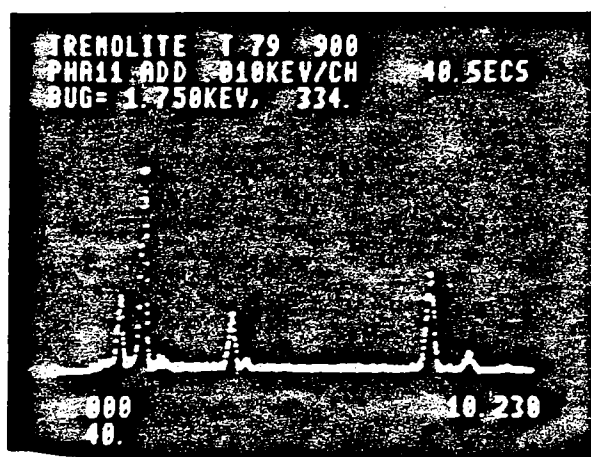 TREMOLITE T 79 900
PHA11 ADD .010KEV/CH 40.5ECS
BUG= 1.750KEV, 334.
.000 10.230
40.